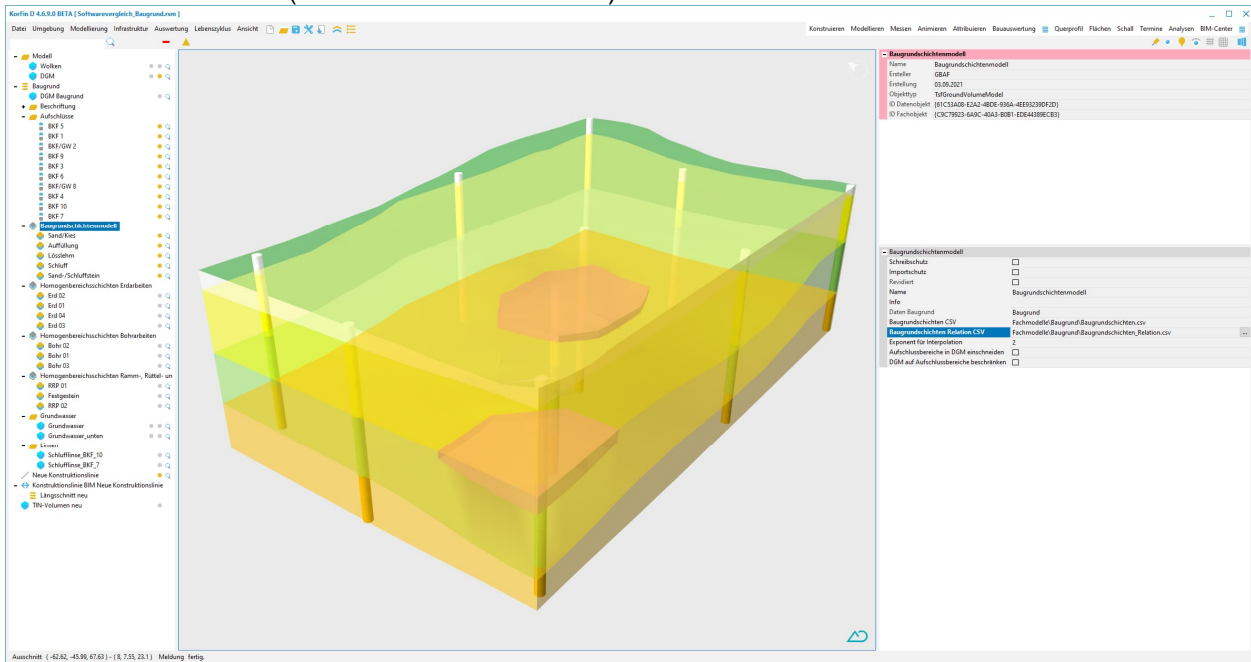 Korfin D 4.6.9.0 BETA [ Softwarevergleich_Baugrund.rsm ]
Datei Umgebung Modellierung Infrastruktur Auswertung Lebenszyklus Ansicht
Konstruieren Modellieren Messen Animieren Attribuieren Bauauswertung Querprofil Flächen Schall Termine Analysen BIM-Center
Modell
Wolken
DGM
Baugrund
DGM Baugrund
Beschriftung
Aufschlüsse
BKF 5
BKF 1
BKF/GW 2
BKF 9
BKF 3
BKF 6
BKF/GW 8
BKF 4
BKF 10
BKF 7
Baugrundschichtenmodell
Sand/Kies
Auffüllung
Lösslehm
Schluff
Sand-/Schluffstein
Homogenbereichsschichten Erdarbeiten
Erd 02
Erd 01
Erd 04
Erd 03
Homogenbereichsschichten Bohrarbeiten
Bohr 02
Bohr 01
Bohr 03
Homogenbereichsschichten Ramm-, Rüttel- un
RRP 01
Festgestein
RRP 02
Grundwasser
Grundwasser
Grundwasser_unten
Linsen
Schlufflinse_BKF_10
Schlufflinse_BKF_7
Neue Konstruktionslinie
Konstruktionslinie BIM Neue Konstruktionslinie
Längsschnitt neu
TIN-Volumen neu
Baugrundschichtenmodell
Name Baugrundschichtenmodell
Ersteller GBAF
Erstellung 03.09.2021
Objekttyp TsfGroundVolumeModel
ID Datenobjekt {61C53A08-E2A2-4BDE-936A-4EE93239DF2D}
ID Fachobjekt {C9C79923-6A9C-40A3-B0B1-EDE44389ECB3}
Baugrundschichtenmodell
Schreibschutz
Importschutz
Revidiert
Name Baugrundschichtenmodell
Info
Daten Baugrund Baugrund
Baugrundschichten CSV Fachmodelle\Baugrund\Baugrundschichten.csv
Baugrundschichten Relation CSV Fachmodelle\Baugrund\Baugrundschichten_Relation.csv ...
Exponent für Interpolation 2
Aufschlussbereiche in DGM einschneiden
DGM auf Aufschlussbereiche beschränken
Ausschnitt ( -62.62, -45.99, 67.63 ) - ( 8, 7.55, 23.1 ) Meldung fertig.